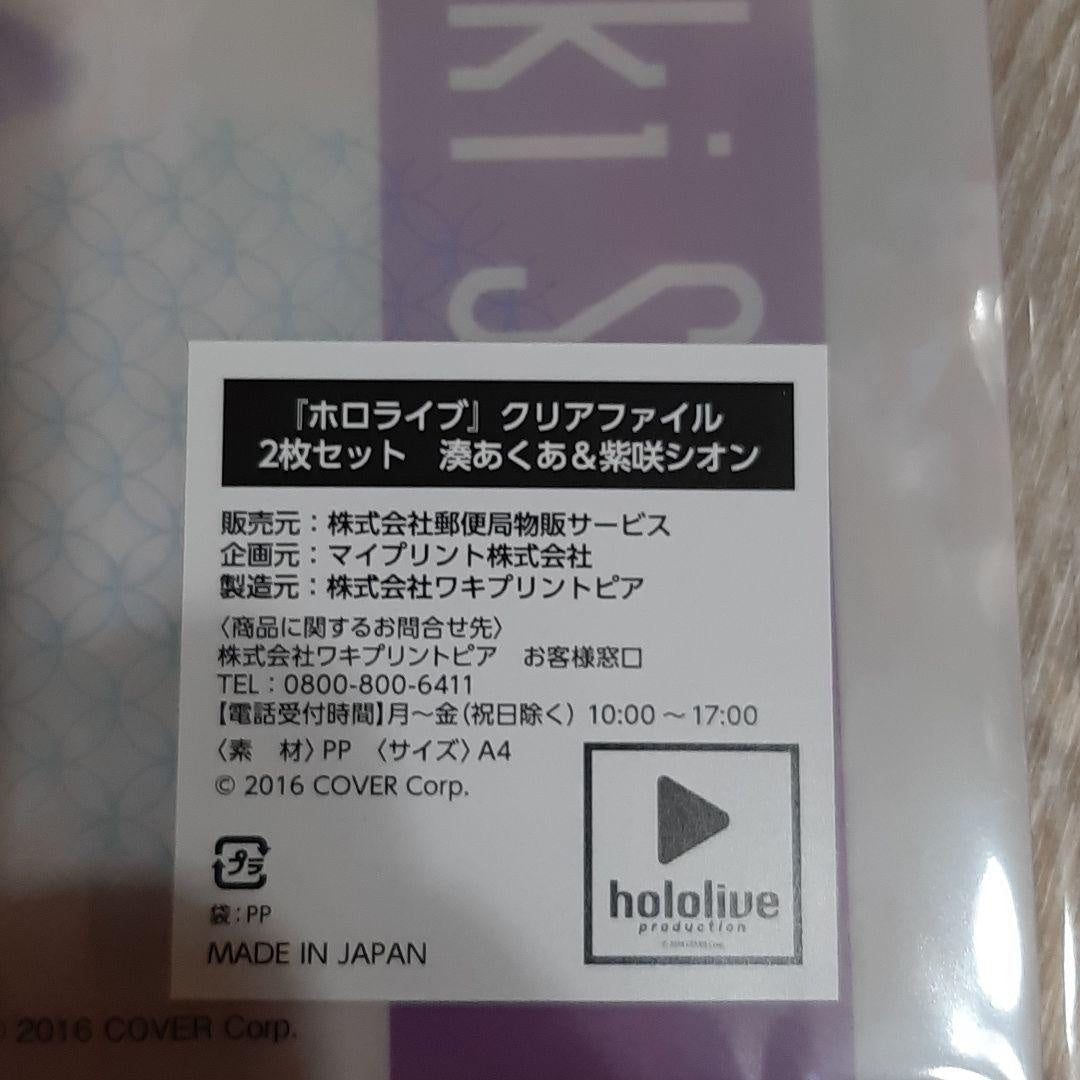 Ki S
『ホロライブ』クリアファイル
2枚セット 湊あくあ&紫咲シオン
販売元：株式会社郵便局物販サービス
企画元：マイプリント株式会社
製造元：株式会社ワキプリントピア
〈商品に関するお問合せ先〉
株式会社ワキプリントピア お客様窓口
TEL：0800-800-6411
【電話受付時間】月～金（祝日除く）10:00～17:00
〈素 材〉PP 〈サイズ〉A4
© 2016 COVER Corp.
プラ
袋：PP
MADE IN JAPAN
hololive
production
© 2016 COVER Corp.
© 2016 COVER Corp.